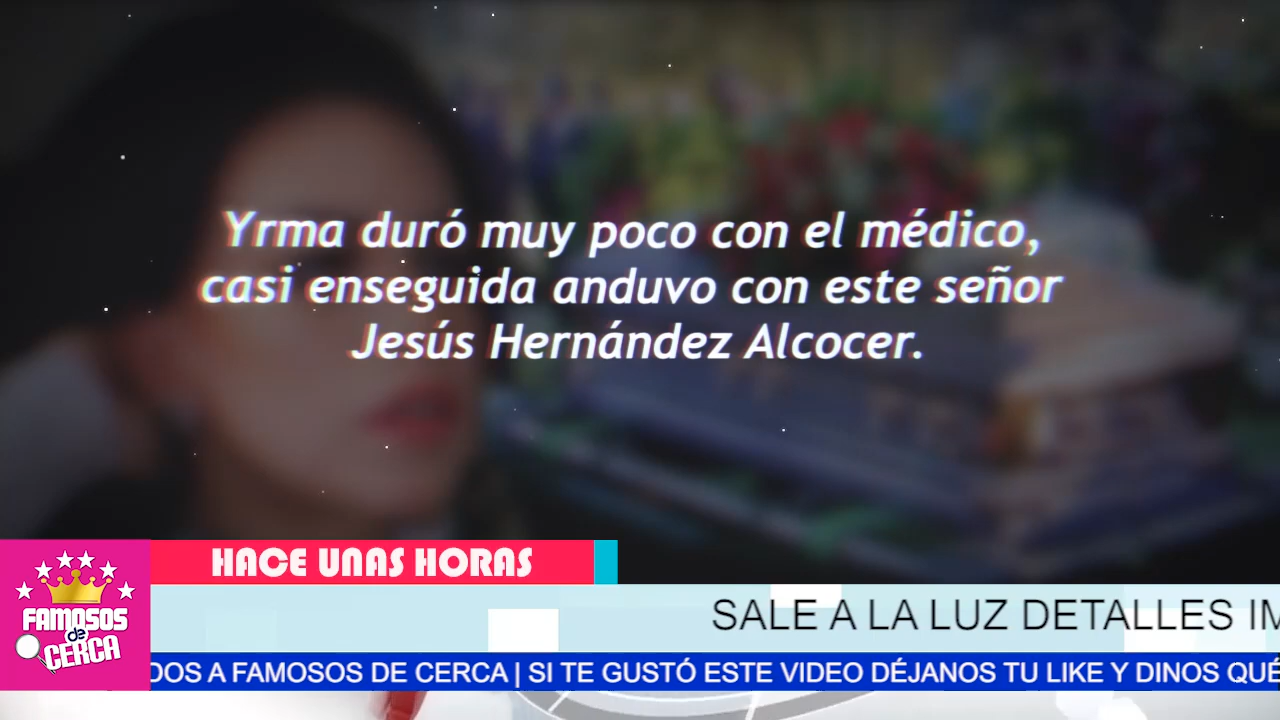 Yrma duró muy poco con el médico,
casi enseguida anduvo con este señor
Jesús Hernández Alcocer.
HACE UNAS HORAS
FAMOSOS
de
CERCA
SALE A LA LUZ DETALLES
DOS A FAMOSOS DE CERCA | SI TE GUSTÓ ESTE VIDEO DÉJANOS TU LIKE Y DINOS QUÉ